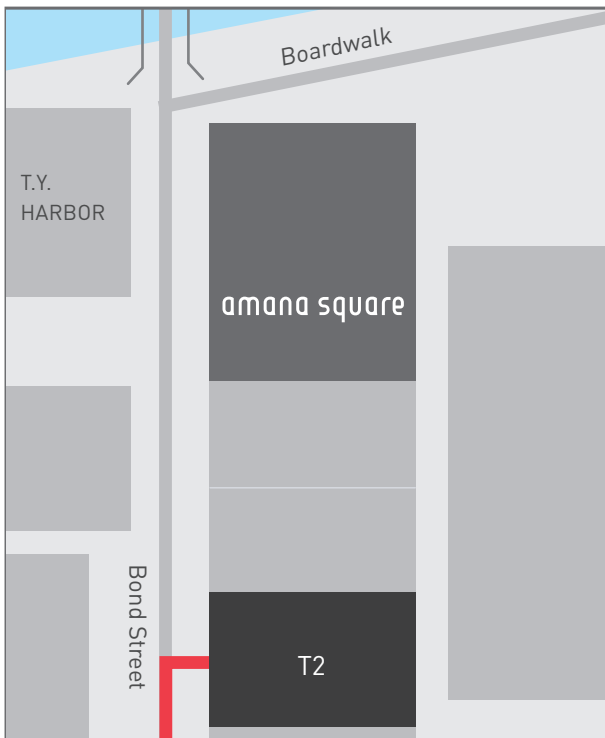 Boardwalk
T.Y.
HARBOR
amana square
Bond Street
T2